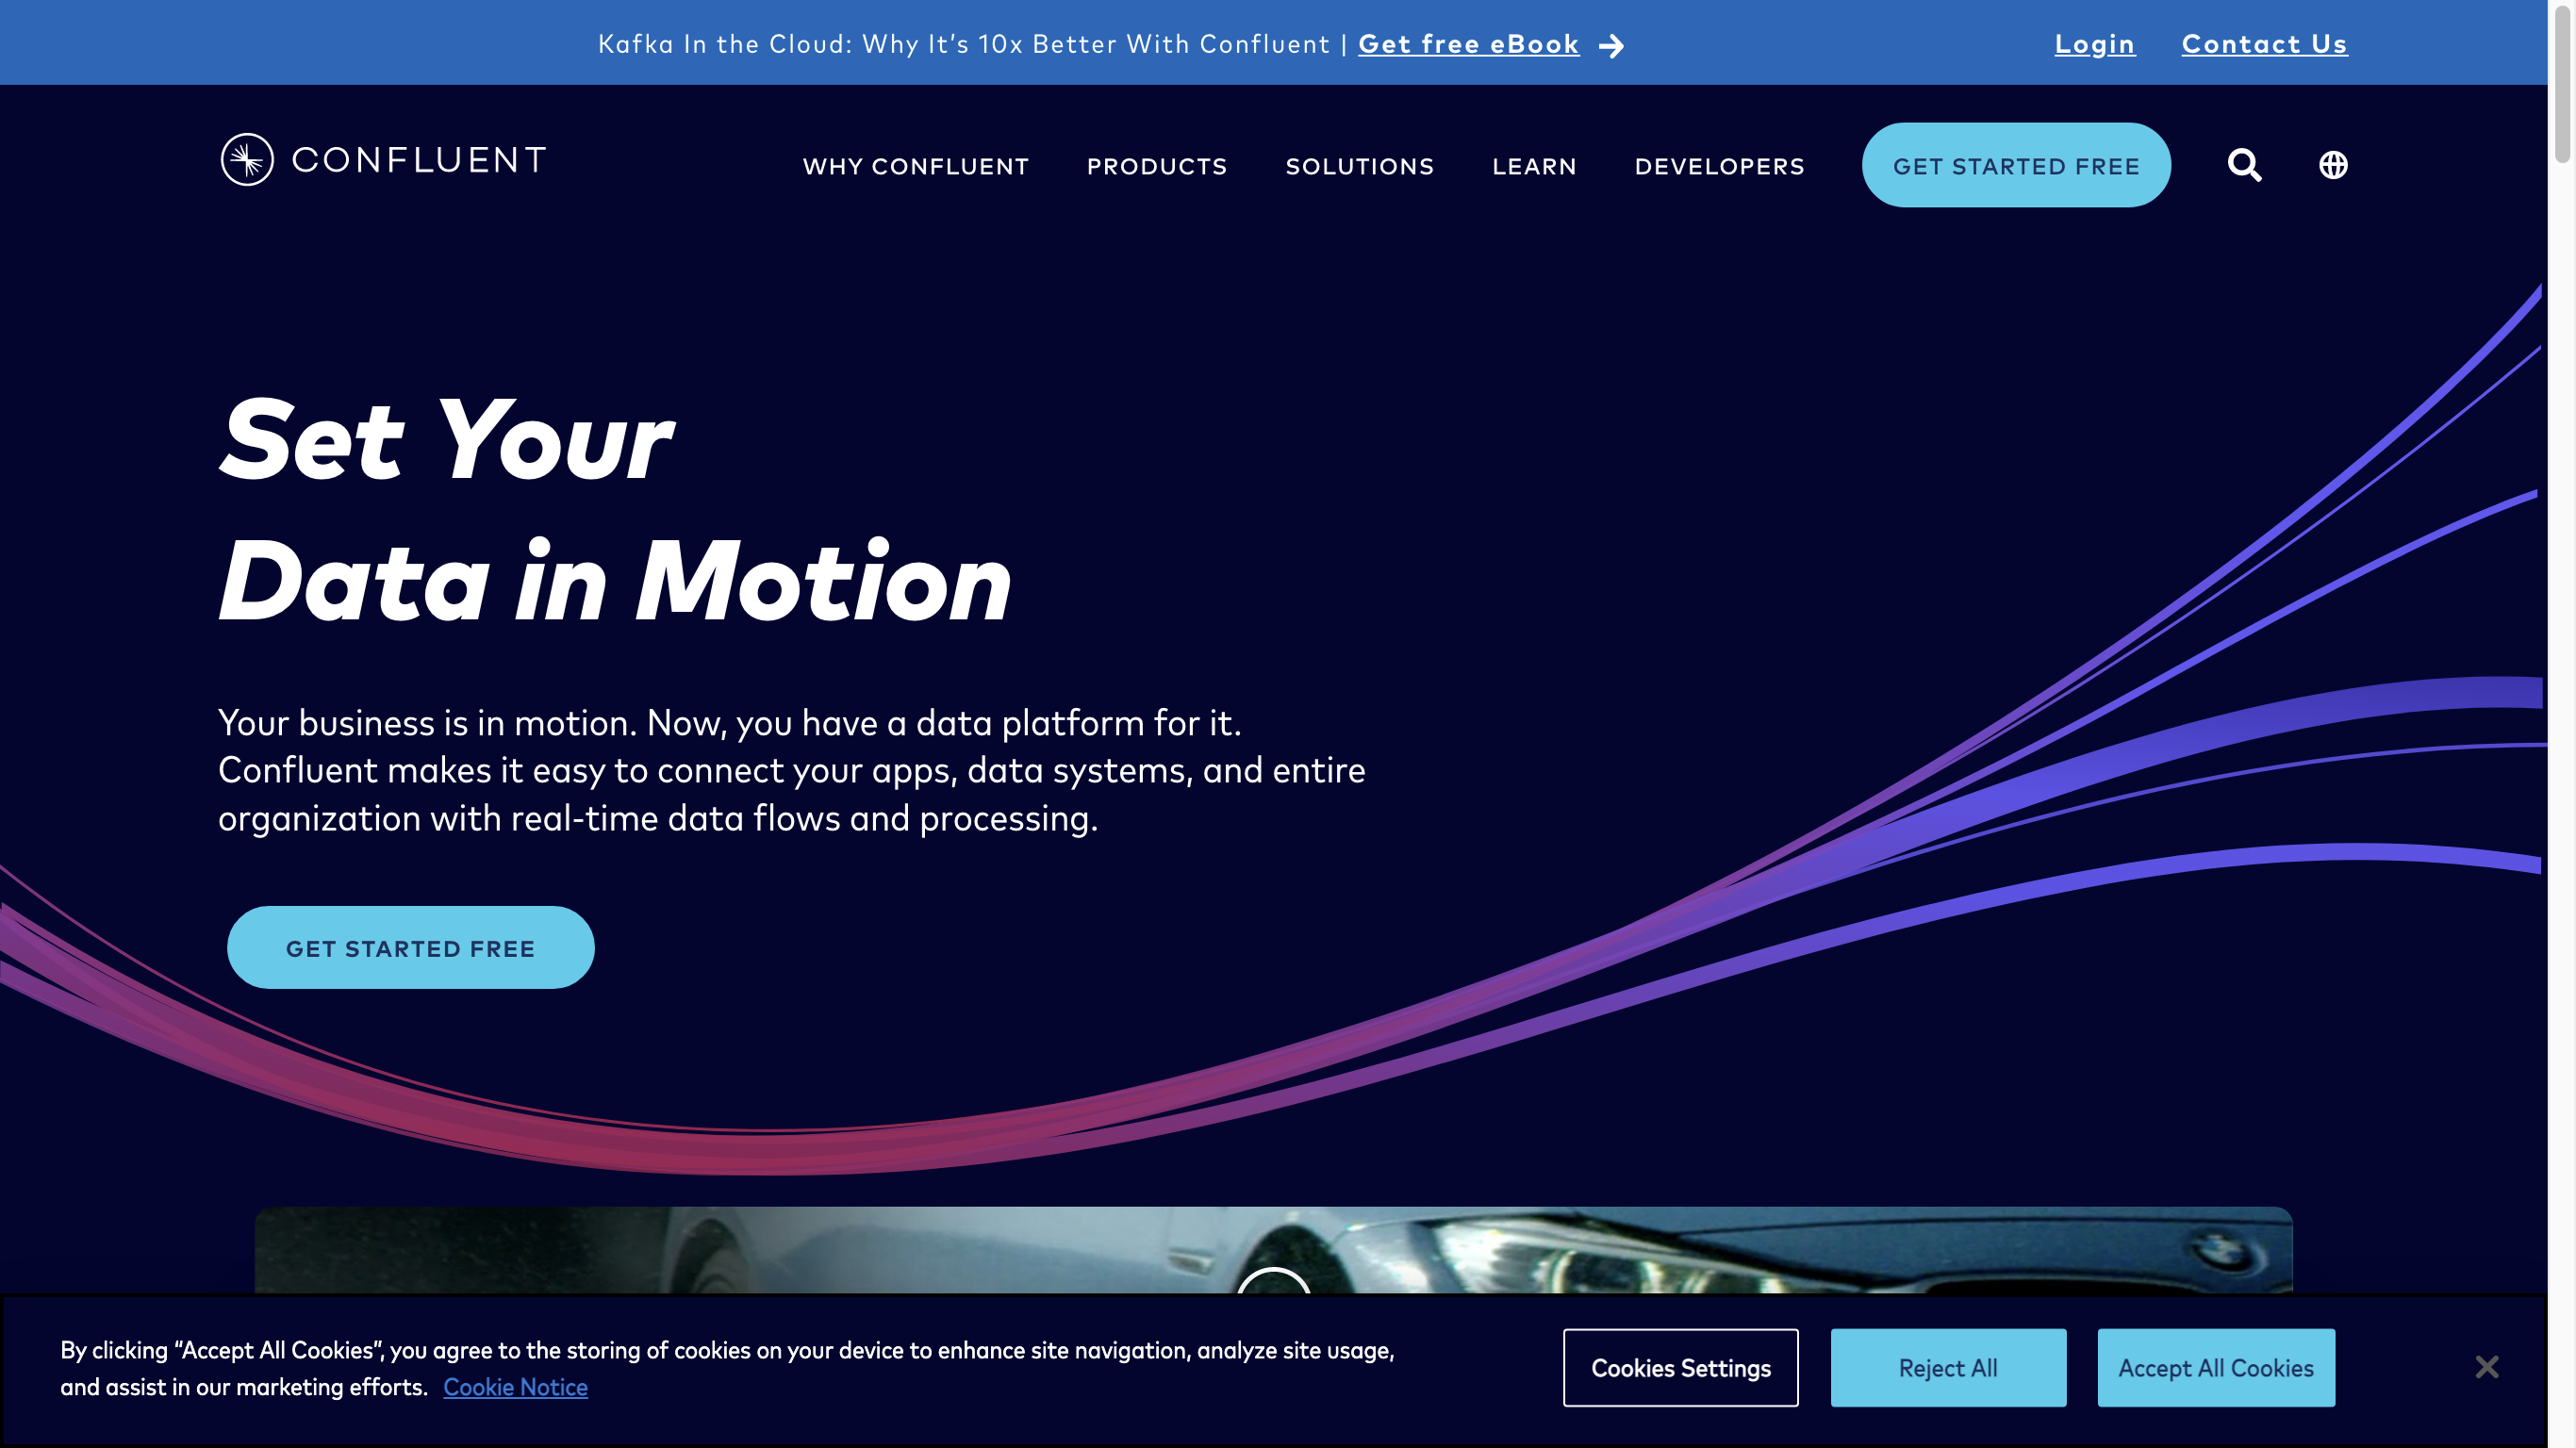 Kafka In the Cloud: Why It’s 10x Better With Confluent | Get free eBook
Login
Contact Us
CONFLUENT
WHY CONFLUENT
PRODUCTS
SOLUTIONS
LEARN
DEVELOPERS
GET STARTED FREE
Set Your
Data in Motion
Your business is in motion. Now, you have a data platform for it.
Confluent makes it easy to connect your apps, data systems, and entire
organization with real-time data flows and processing.
GET STARTED FREE
By clicking “Accept All Cookies”, you agree to the storing of cookies on your device to enhance site navigation, analyze site usage,
and assist in our marketing efforts. Cookie Notice
Cookies Settings
Reject All
Accept All Cookies